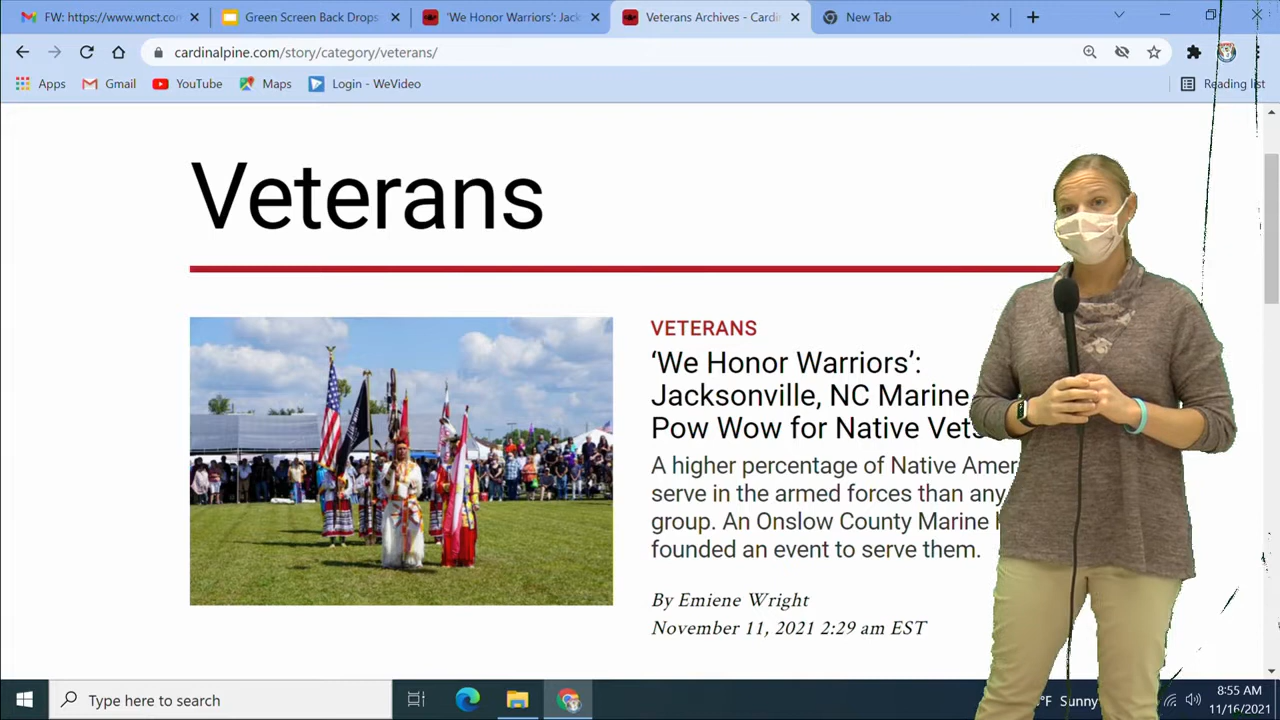 FW: https://www.wnct.com
Green Screen Back Drops
'We Honor Warriors': Jack
Veterans Archives - Cardi
New Tab
cardinalpine.com/story/category/veterans/
Apps
Gmail
YouTube
Maps
Login - WeVideo
Reading list
Veterans
VETERANS
‘We Honor Warriors’:
Jacksonville, NC Marine
Pow Wow for Native Vets
A higher percentage of Native Amer
serve in the armed forces than any
group. An Onslow County Marine
founded an event to serve them.
By Emiene Wright
November 11, 2021 2:29 am EST
Type here to search
°F Sunny
8:55 AM
11/16/2021